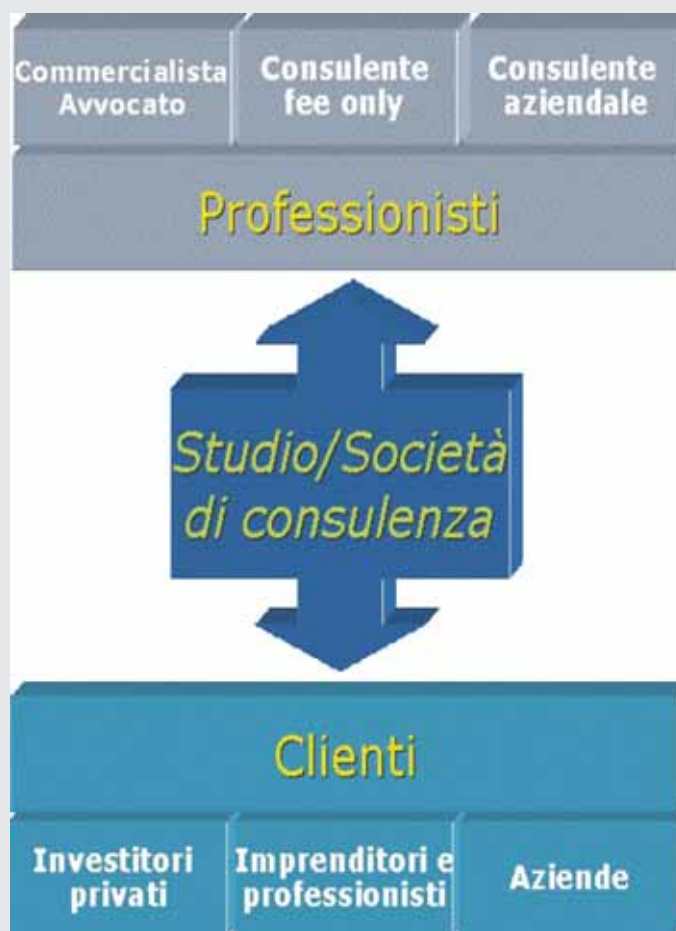 Commercialista Avvocato
Consulente fee only
Consulente aziendale
Professionisti
Studio/Società
di consulenza
Clienti
Investitori privati
Imprenditori e professionisti
Aziende